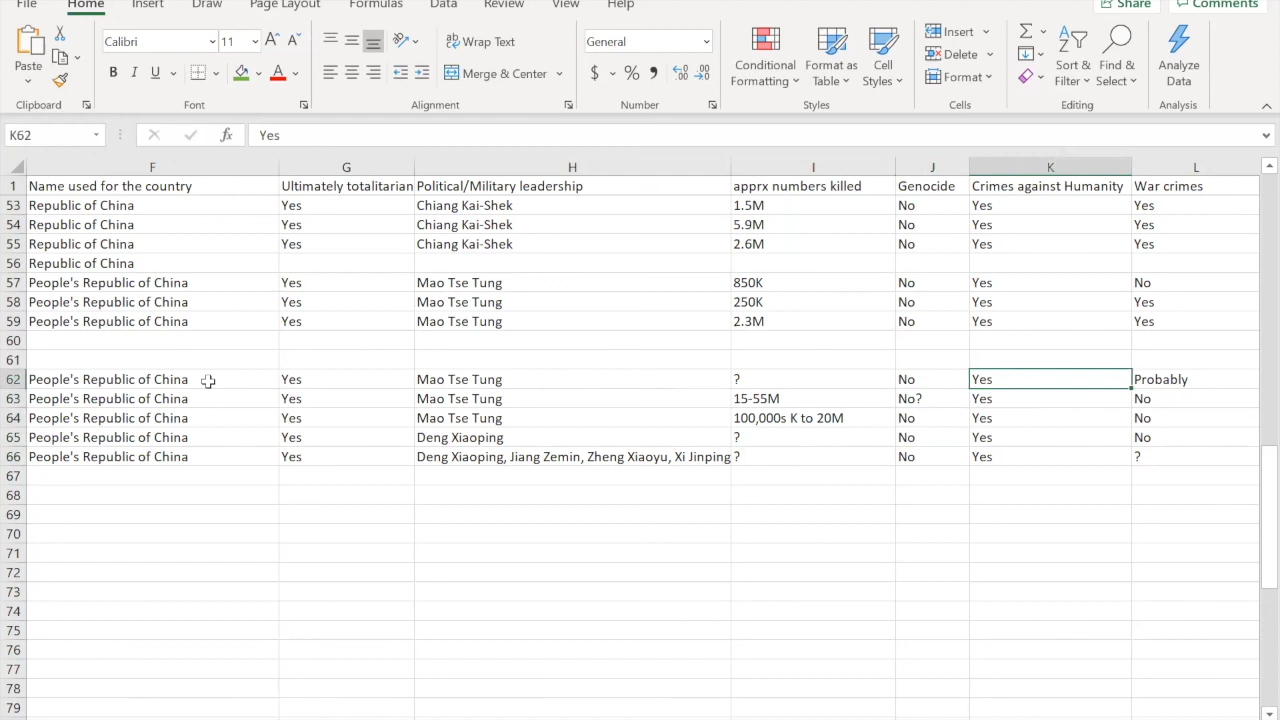 File Home Insert Draw Page Layout Formulas Data Review View Help Share Comments
Calibri 11 Wrap Text General
Paste Conditional Formatting Format as Table Cell Styles Insert Delete Format Sort & Filter Find & Select Analyze Data
B I U A Merge & Center $ %
Clipboard Font Alignment Number Styles Cells Editing Analysis
K62 fx Yes
F G H I J K L
1 Name used for the country Ultimately totalitarian Political/Military leadership apprx numbers killed Genocide Crimes against Humanity War crimes
53 Republic of China Yes Chiang Kai-Shek 1.5M No Yes Yes
54 Republic of China Yes Chiang Kai-Shek 5.9M No Yes Yes
55 Republic of China Yes Chiang Kai-Shek 2.6M No Yes Yes
56 Republic of China
57 People's Republic of China Yes Mao Tse Tung 850K No Yes No
58 People's Republic of China Yes Mao Tse Tung 250K No Yes Yes
59 People's Republic of China Yes Mao Tse Tung 2.3M No Yes Yes
60
61
62 People's Republic of China Yes Mao Tse Tung ? No Yes Probably
63 People's Republic of China Yes Mao Tse Tung 15-55M No? Yes No
64 People's Republic of China Yes Mao Tse Tung 100,000s K to 20M No Yes No
65 People's Republic of China Yes Deng Xiaoping ? No Yes No
66 People's Republic of China Yes Deng Xiaoping, Jiang Zemin, Zheng Xiaoyu, Xi Jinping ? No Yes ?
67
68
69
70
71
72
73
74
75
76
77
78
79